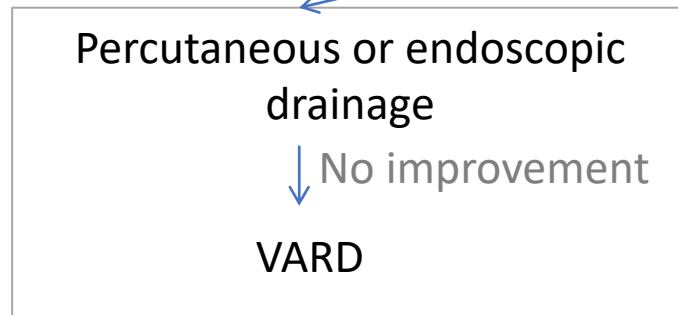 Percutaneous or endoscopic
drainage
No improvement
VARD